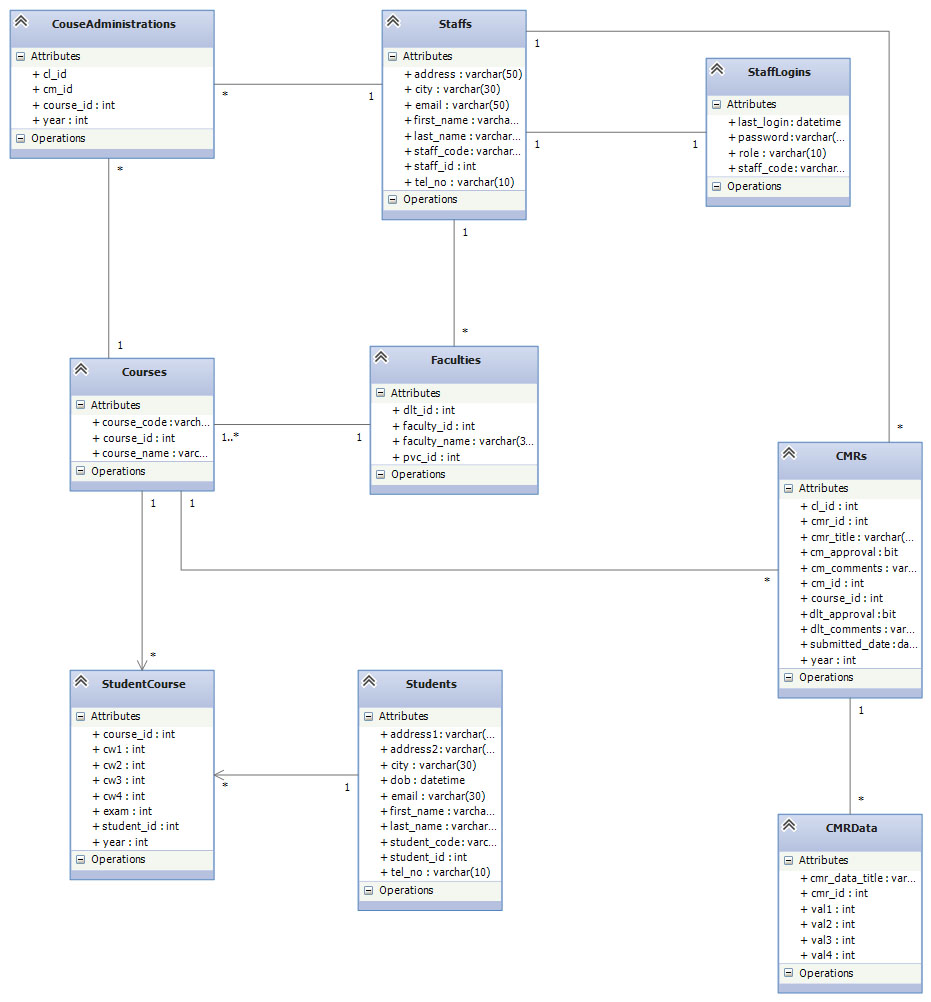 CouseAdministrations
Attributes
+ cl_id
+ cm_id
+ course_id : int
+ year : int
Operations
Staffs
Attributes
+ address : varchar(50)
+ city : varchar(30)
+ email : varchar(50)
+ first_name : varcha...
+ last_name : varchar...
+ staff_code : varchar...
+ staff_id : int
+ tel_no : varchar(10)
Operations
StaffLogins
Attributes
+ last_login : datetime
+ password : varchar(...
+ role : varchar(10)
+ staff_code : varchar...
Operations
1
*
1
1
1
*
1
*
1
Courses
Attributes
+ course_code : varch...
+ course_id : int
+ course_name : varc...
Operations
Faculties
Attributes
+ dlt_id : int
+ faculty_id : int
+ faculty_name : varchar(3...
+ pvc_id : int
Operations
1..*
1
*
CMRs
Attributes
+ cl_id : int
+ cmr_id : int
+ cmr_title : varchar(...
+ cm_approval : bit
+ cm_comments : var...
+ cm_id : int
+ course_id : int
+ dlt_approval : bit
+ dlt_comments : var...
+ submitted_date : da...
+ year : int
Operations
1
1
*
*
StudentCourse
Attributes
+ course_id : int
+ cw1 : int
+ cw2 : int
+ cw3 : int
+ cw4 : int
+ exam : int
+ student_id : int
+ year : int
Operations
Students
Attributes
+ address1 : varchar(...
+ address2 : varchar(...
+ city : varchar(30)
+ dob : datetime
+ email : varchar(30)
+ first_name : varcha...
+ last_name : varchar...
+ student_code : varc...
+ student_id : int
+ tel_no : varchar(10)
Operations
*
1
1
*
CMRData
Attributes
+ cmr_data_title : var...
+ cmr_id : int
+ val1 : int
+ val2 : int
+ val3 : int
+ val4 : int
Operations